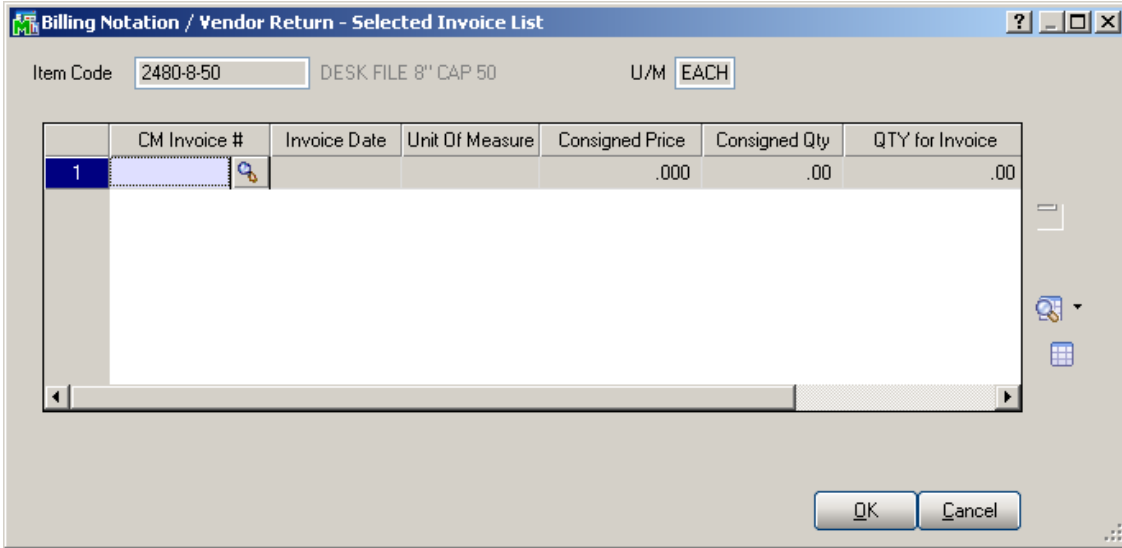 Billing Notation / Vendor Return - Selected Invoice List
Item Code 2480-8-50 DESK FILE 8" CAP 50 U/M EACH
CM Invoice # Invoice Date Unit Of Measure Consigned Price Consigned Qty QTY for Invoice
1 .000 .00 .00
OK Cancel